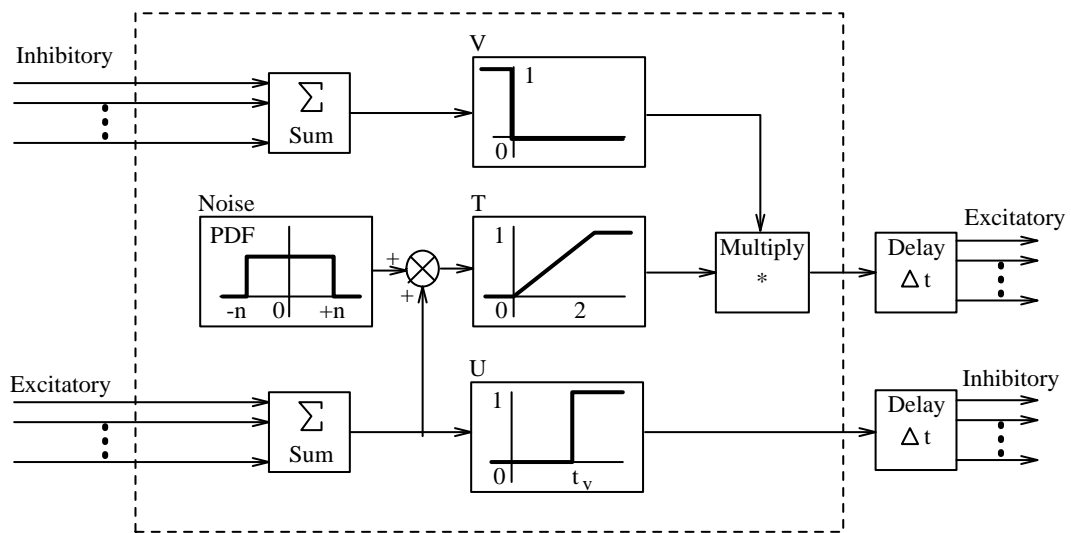 Inhibitory
Σ
Sum
V
1
0
Noise
PDF
-n 0 +n
+
+
T
1
0 2
Multiply
*
Delay
Δ t
Excitatory
Excitatory
Σ
Sum
U
1
0 t v
Delay
Δ t
Inhibitory